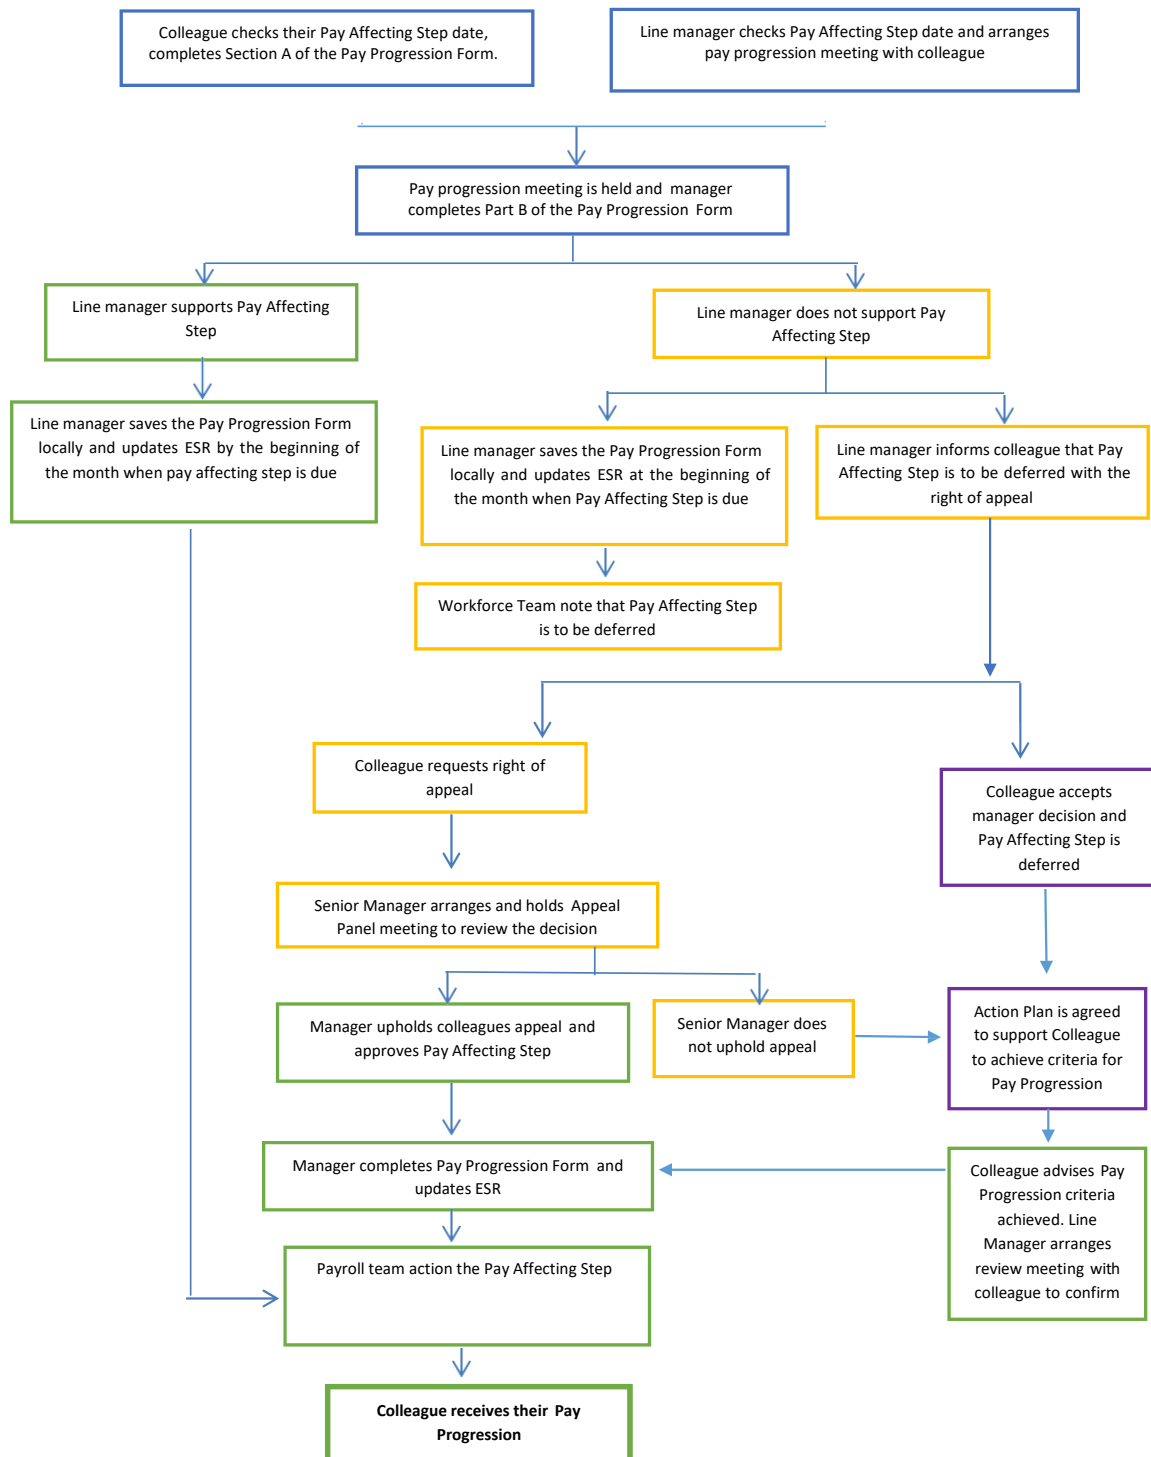 Colleague checks their Pay Affecting Step date,
completes Section A of the Pay Progression Form.
Line manager checks Pay Affecting Step date and arranges
pay progression meeting with colleague
Pay progression meeting is held and manager
completes Part B of the Pay Progression Form
Line manager supports Pay Affecting
Step
Line manager does not support Pay
Affecting Step
Line manager saves the Pay Progression Form
locally and updates ESR by the beginning of
the month when pay affecting step is due
Line manager saves the Pay Progression Form
locally and updates ESR at the beginning of
the month when Pay Affecting Step is due
Line manager informs colleague that Pay
Affecting Step is to be deferred with the
right of appeal
Workforce Team note that Pay Affecting Step
is to be deferred
Colleague requests right of
appeal
Colleague accepts
manager decision and
Pay Affecting Step is
deferred
Senior Manager arranges and holds Appeal
Panel meeting to review the decision
Manager upholds colleagues appeal and
approves Pay Affecting Step
Senior Manager does
not uphold appeal
Action Plan is agreed
to support Colleague
to achieve criteria for
Pay Progression
Manager completes Pay Progression Form and
updates ESR
Colleague advises Pay
Progression criteria
achieved. Line
Manager arranges
review meeting with
colleague to confirm
Payroll team action the Pay Affecting Step
Colleague receives their Pay
Progression